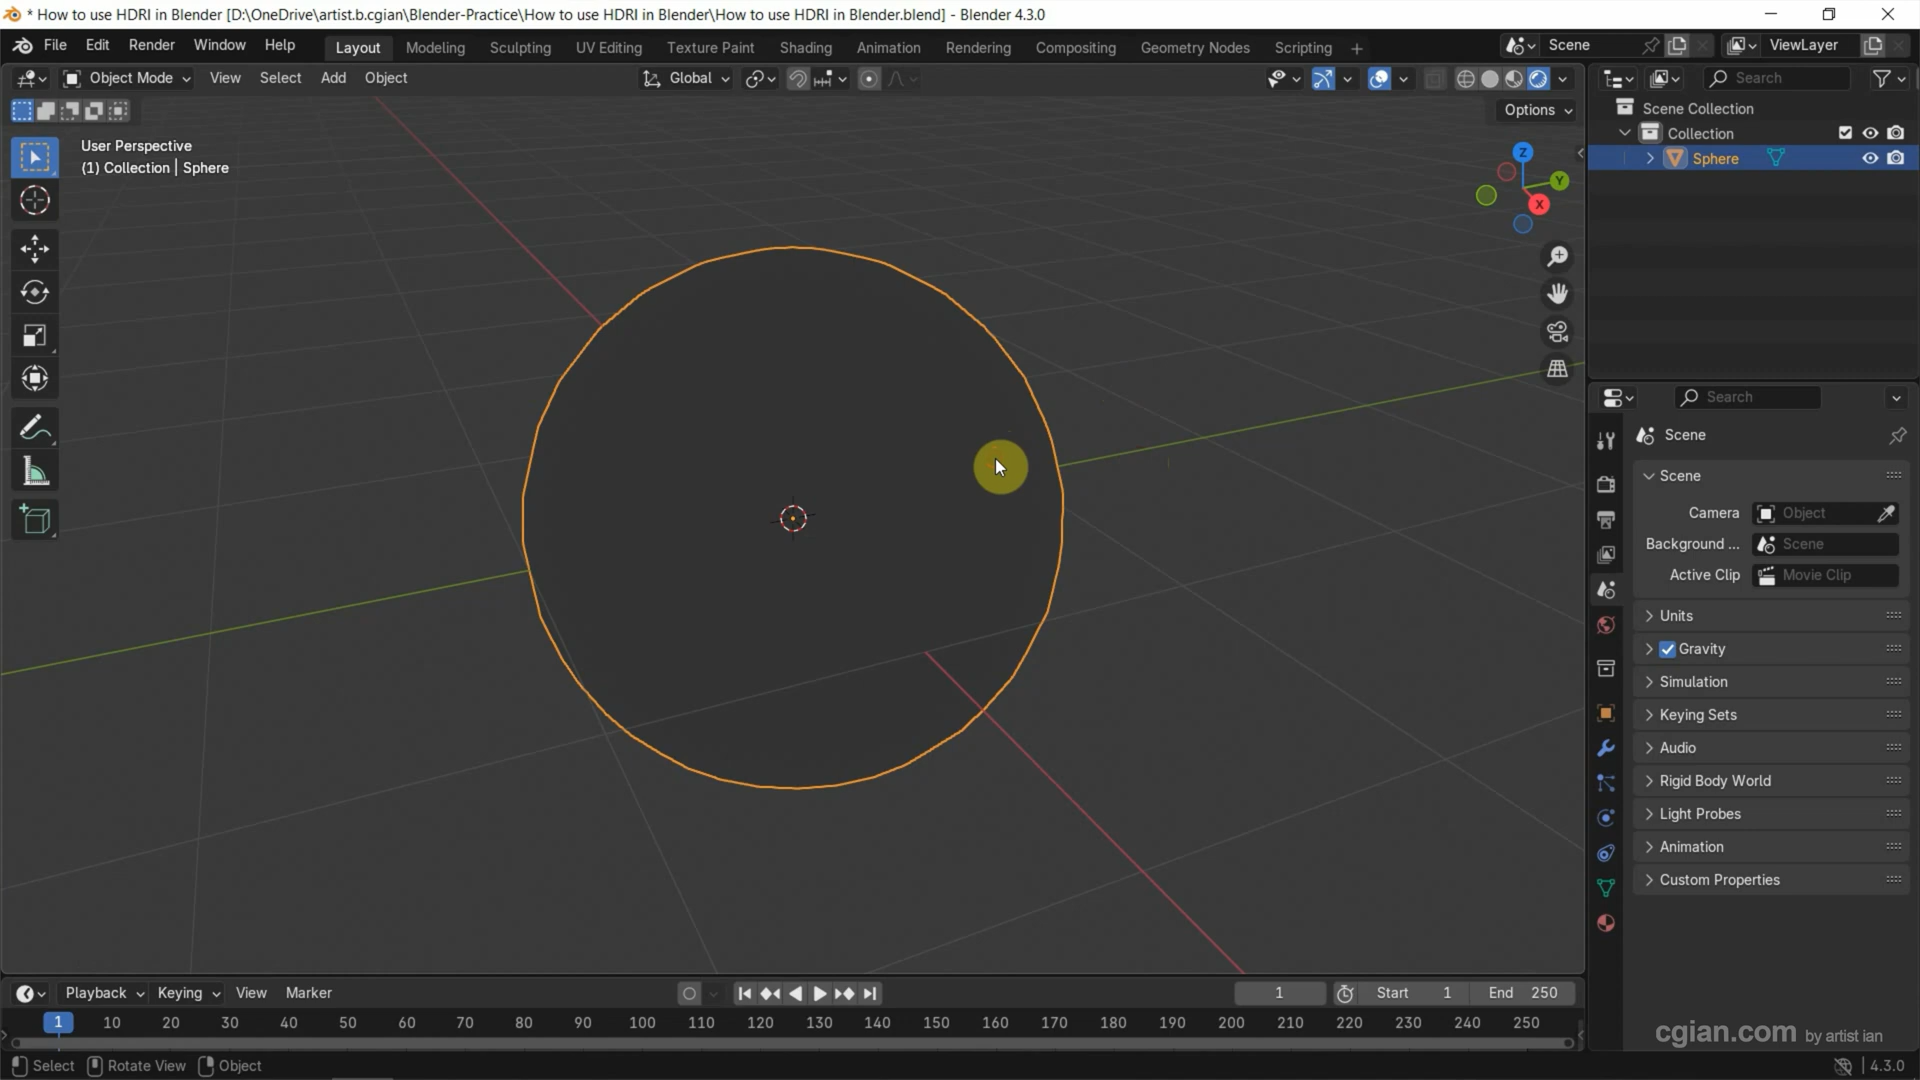 * How to use HDRI in Blender [D:\OneDrive\artist.b.cgian\Blender-Practice\How to use HDRI in Blender\How to use HDRI in Blender.blend] - Blender 4.3.0
File Edit Render Window Help Layout Modeling Sculpting UV Editing Texture Paint Shading Animation Rendering Compositing Geometry Nodes Scripting + Scene ViewLayer
Object Mode View Select Add Object Global Search
Options
Scene Collection
Collection
Sphere
User Perspective
(1) Collection | Sphere
Z
Y
X
Search
Scene
Scene
Camera Object
Background ... Scene
Active Clip Movie Clip
Units
Gravity
Simulation
Keying Sets
Audio
Rigid Body World
Light Probes
Animation
Custom Properties
Playback Keying View Marker 1 Start 1 End 250
1 10 20 30 40 50 60 70 80 90 100 110 120 130 140 150 160 170 180 190 200 210 220 230 240 250
cgian.com by artist ian
Select Rotate View Object 4.3.0